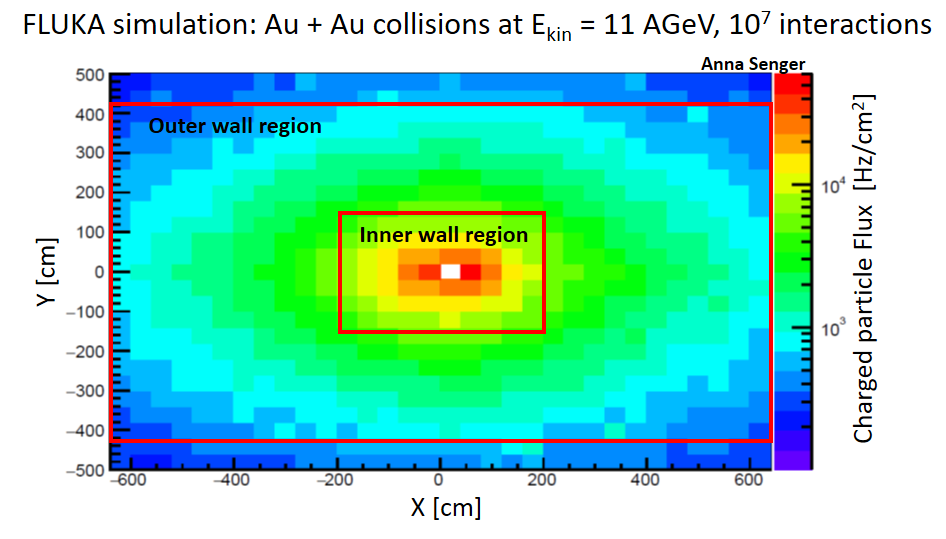 FLUKA simulation: Au + Au collisions at Ekin = 11 AGeV, 10⁷ interactions
Anna Senger
500
400
300
200
100
0
−100
−200
−300
−400
−500
Y [cm]
Outer wall region
Inner wall region
−600
−400
−200
0
200
400
600
X [cm]
10⁴
10³
Charged particle Flux [Hz/cm²]